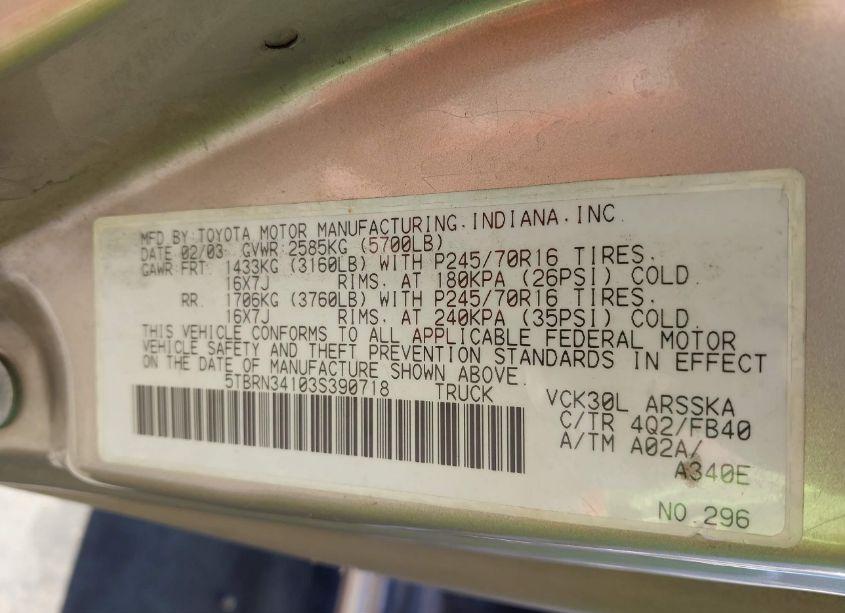 MFD BY:TOYOTA MOTOR MANUFACTURING.INDIANA.INC.
DATE 02/03 GVWR 2585KG (5700LB)
GAWR FRT. 1433KG (3160LB) WITH P245/70R16 TIRES.
16X7J RIMS. AT 180KPA (26PSI) COLD.
RR. 1706KG (3760LB) WITH P245/70R16 TIRES.
16X7J RIMS. AT 240KPA (35PSI) COLD.
THIS VEHICLE CONFORMS TO ALL APPLICABLE FEDERAL MOTOR
VEHICLE SAFETY AND THEFT PREVENTION STANDARDS IN EFFECT
ON THE DATE OF MANUFACTURE SHOWN ABOVE.
5TBRN34103S390718 TRUCK
VCK30L ARSSKA
C/TR 4Q2/FB40
A/TM A02A/
A340E
NO.296